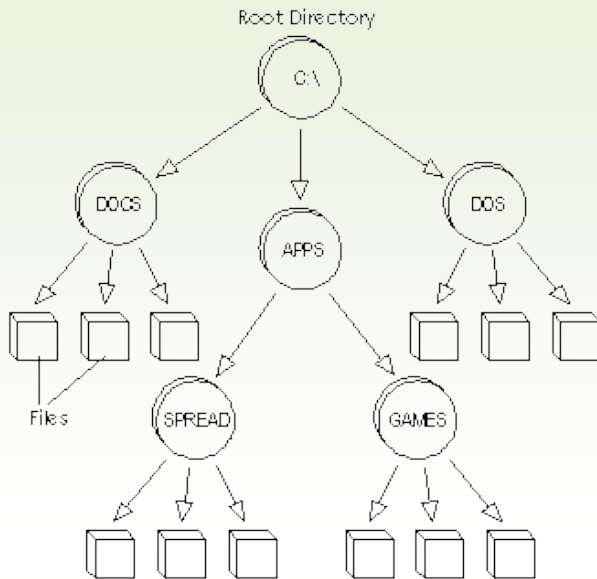 Root Directory
C:\
DOCS
DOS
APPS
Files
SPREAD
GAMES